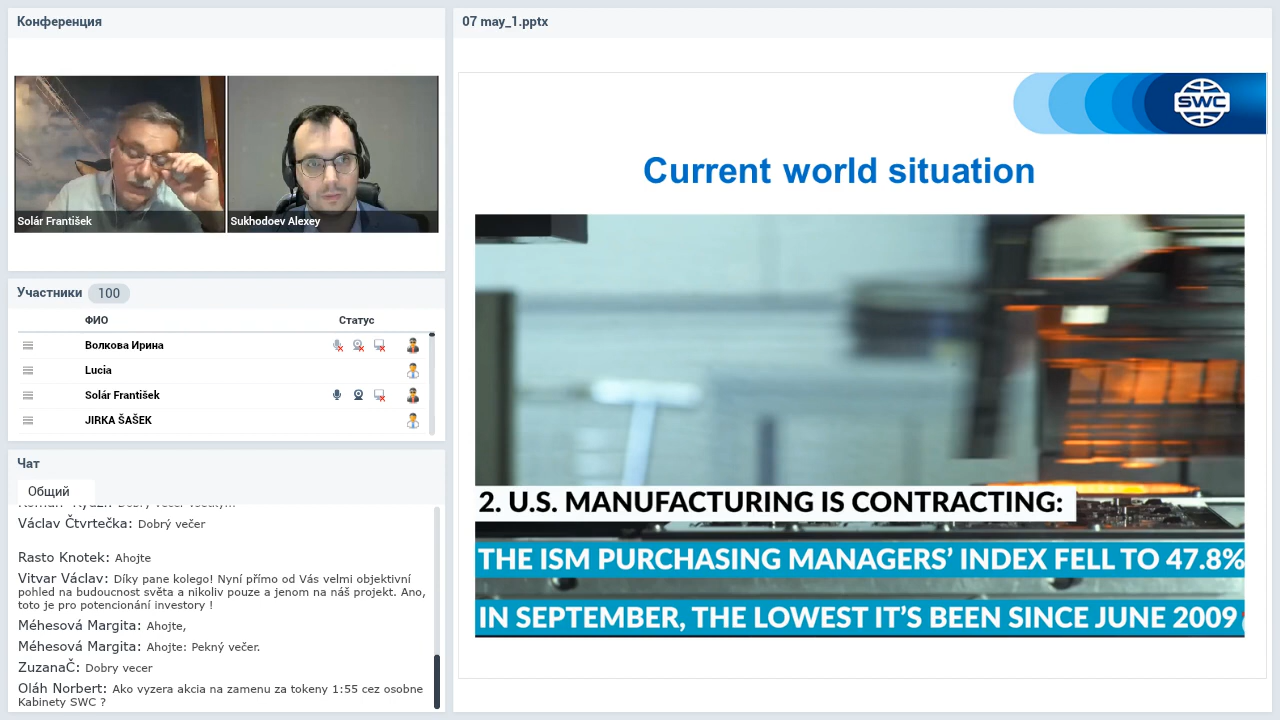 Конференция
Solár František
Sukhodoev Alexey
Участники 100
ФИО Статус
Волкова Ирина
Lucia
Solár František
JIRKA ŠAŠEK
Чат
Общий
Václav Čtvrtečka: Dobrý večer
Rasto Knotek: Ahojte
Vitvar Václav: Díky pane kolego! Nyní přímo od Vás velmi objektivní
pohled na budoucnost světa a nikoliv pouze a jenom na náš projekt. Ano,
toto je pro potencionání investory !
Méhesová Margita: Ahojte,
Méhesová Margita: Ahojte: Pekný večer.
ZuzanaČ: Dobry vecer
Oláh Norbert: Ako vyzera akcia na zamenu za tokeny 1:55 cez osobne
Kabinety SWC ?
07 may_1.pptx
SWC
Current world situation
2. U.S. MANUFACTURING IS CONTRACTING:
THE ISM PURCHASING MANAGERS’ INDEX FELL TO 47.8%
IN SEPTEMBER, THE LOWEST IT’S BEEN SINCE JUNE 2009